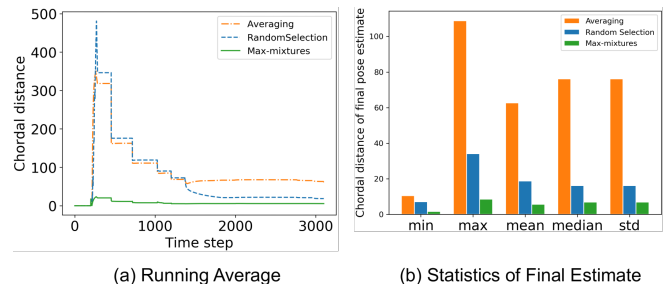 500
400
300
200
100
0
Chordal distance
0
1000
2000
3000
Time step
Averaging
RandomSelection
Max-mixtures
(a) Running Average
100
80
60
40
20
0
Chordal distance of final pose estimate
min
max
mean
median
std
Averaging
Random Selection
Max-mixtures
(b) Statistics of Final Estimate